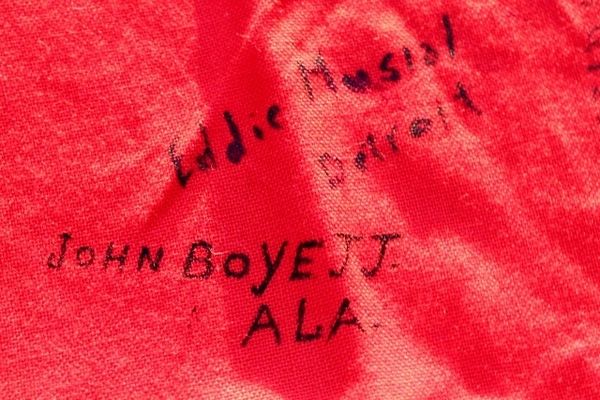 Eddie Musial
Detroit
JOHN BOYETT.
ALA.